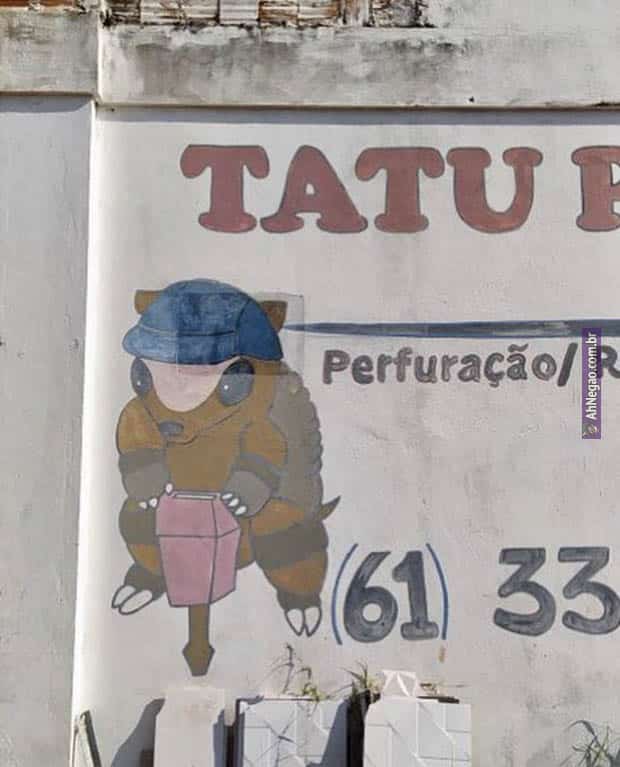 TATU P
Perfuração/ R
AhNegao.com.br
(61) 33